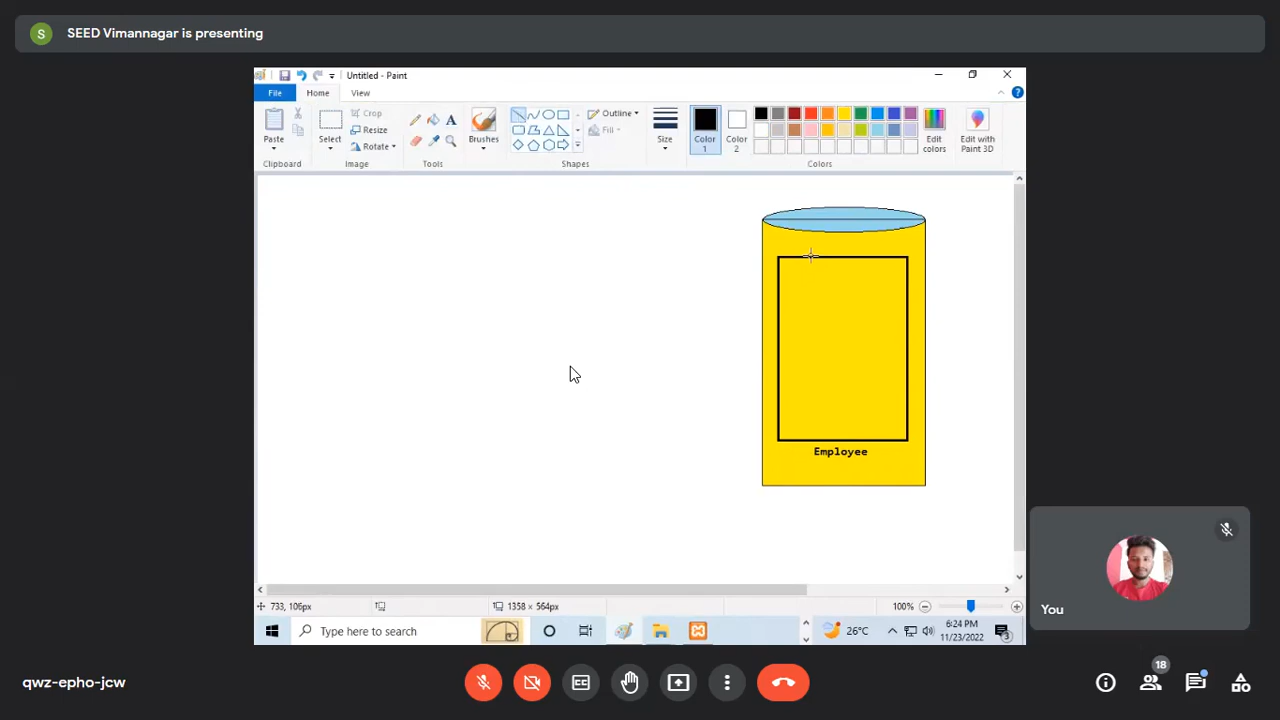 S SEED Vimannagar is presenting
Untitled - Paint
File Home View
Paste
Clipboard
Select
Crop
Resize
Rotate
Image
A
Tools
Brushes
Outline
Fill
Shapes
Size
Color 1
Color 2
Edit colors
Colors
Edit with Paint 3D
?
Employee
You
733, 106px 1358 × 564px 100%
Type here to search 26°C 6:24 PM
11/23/2022 3
18
qwz-epho-jcw CC